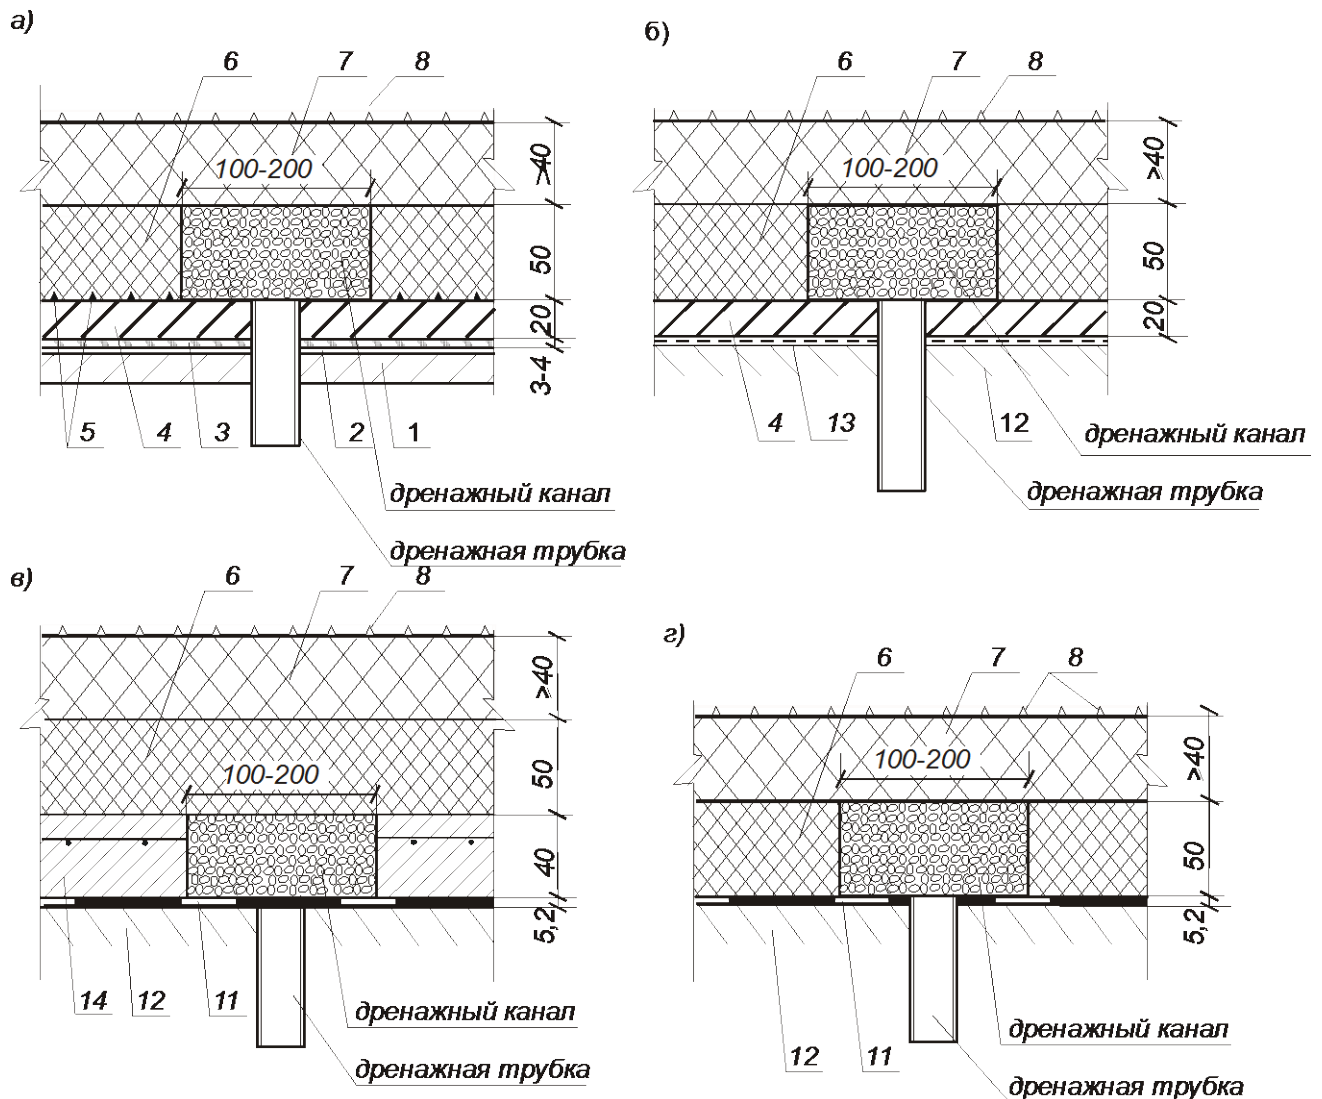 а)
6 7 8
100-200
>40
50
20
3-4
5 4 3 2 1
дренажный канал
дренажная трубка
б)
6 7 8
100-200
>40
50
20
4 13 12
дренажный канал
дренажная трубка
в)
6 7 8
100-200
>40
50
40
5,2
14 12 11
дренажный канал
дренажная трубка
г)
6 7 8
100-200
>40
50
5,2
12 11
дренажный канал
дренажная трубка